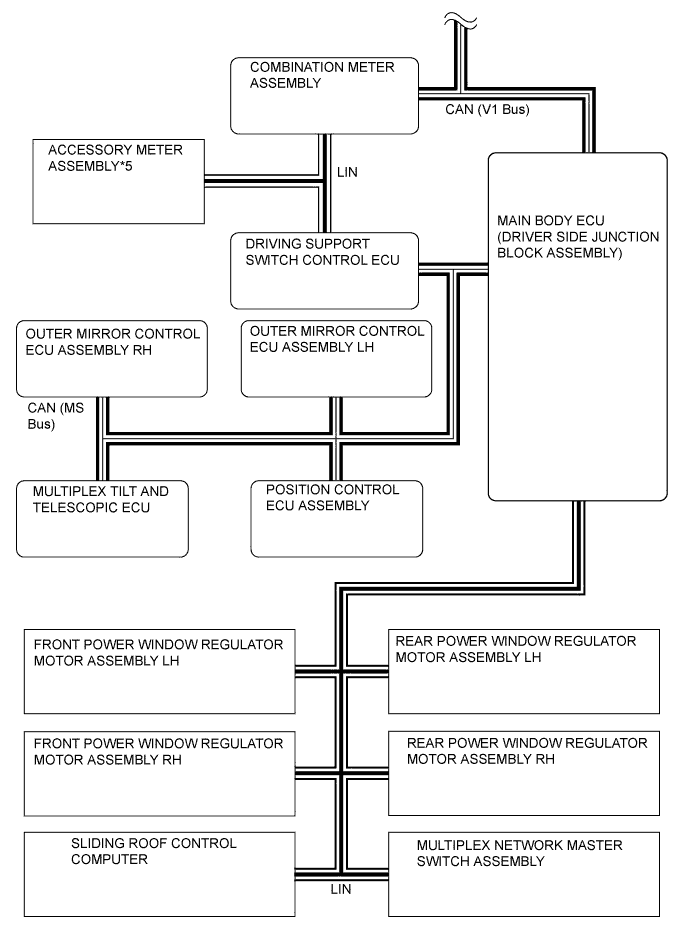 COMBINATION METER
ASSEMBLY
CAN (V1 Bus)
ACCESSORY METER
ASSEMBLY*5
LIN
MAIN BODY ECU
(DRIVER SIDE JUNCTION
BLOCK ASSEMBLY)
DRIVING SUPPORT
SWITCH CONTROL ECU
OUTER MIRROR CONTROL
ECU ASSEMBLY RH
OUTER MIRROR CONTROL
ECU ASSEMBLY LH
CAN (MS
Bus)
MULTIPLEX TILT AND
TELESCOPIC ECU
POSITION CONTROL
ECU ASSEMBLY
FRONT POWER WINDOW REGULATOR
MOTOR ASSEMBLY LH
REAR POWER WINDOW REGULATOR
MOTOR ASSEMBLY LH
FRONT POWER WINDOW REGULATOR
MOTOR ASSEMBLY RH
REAR POWER WINDOW REGULATOR
MOTOR ASSEMBLY RH
SLIDING ROOF CONTROL
COMPUTER
MULTIPLEX NETWORK MASTER
SWITCH ASSEMBLY
LIN